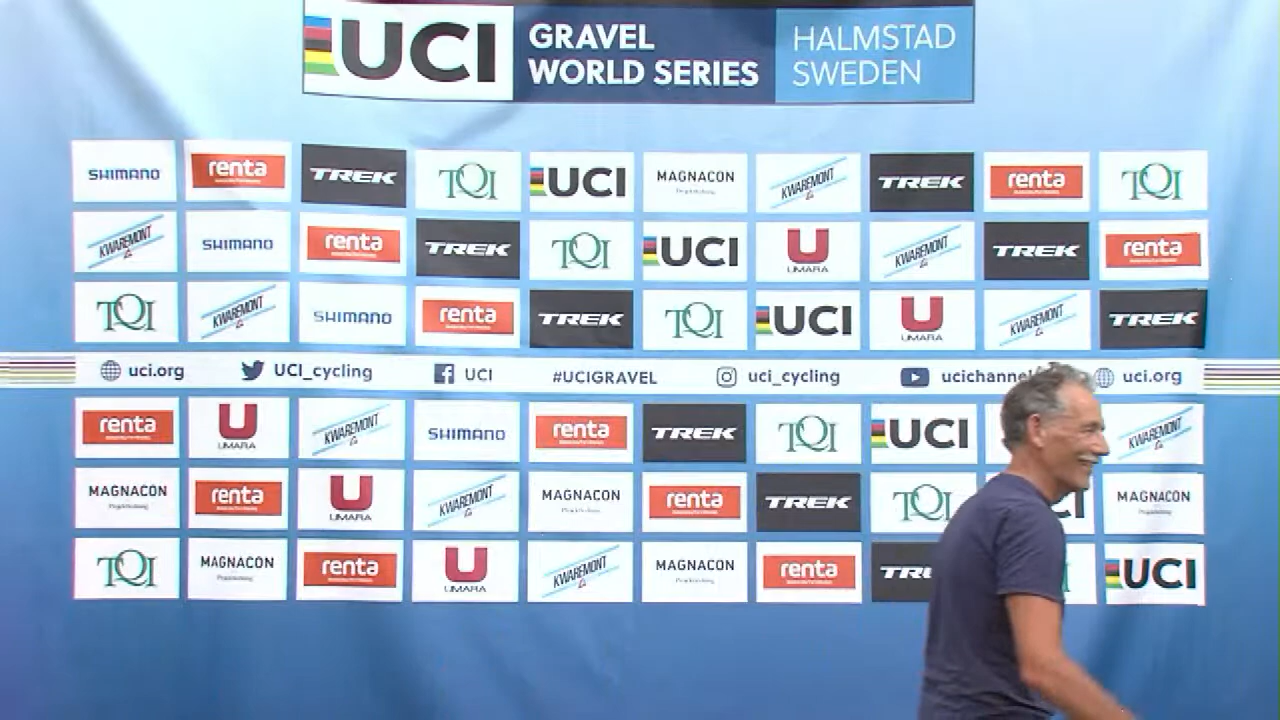 UCI GRAVEL WORLD SERIES HALMSTAD SWEDEN
SHIMANO renta TREK TQI UCI MAGNACON KWAREMONT TREK renta TQI
KWAREMONT SHIMANO renta TREK TQI UCI UMARA KWAREMONT TREK renta
TQI KWAREMONT SHIMANO renta TREK TQI UCI UMARA KWAREMONT TREK
uci.org UCI_cycling UCI #UCIGRAVEL uci_cycling ucichannel uci.org
renta UMARA KWAREMONT SHIMANO renta TREK TQI UCI KWAREMONT
MAGNACON renta UMARA KWAREMONT MAGNACON renta TREK TQI CI MAGNACON
TQI MAGNACON renta UMARA KWAREMONT MAGNACON renta TRE I UCI